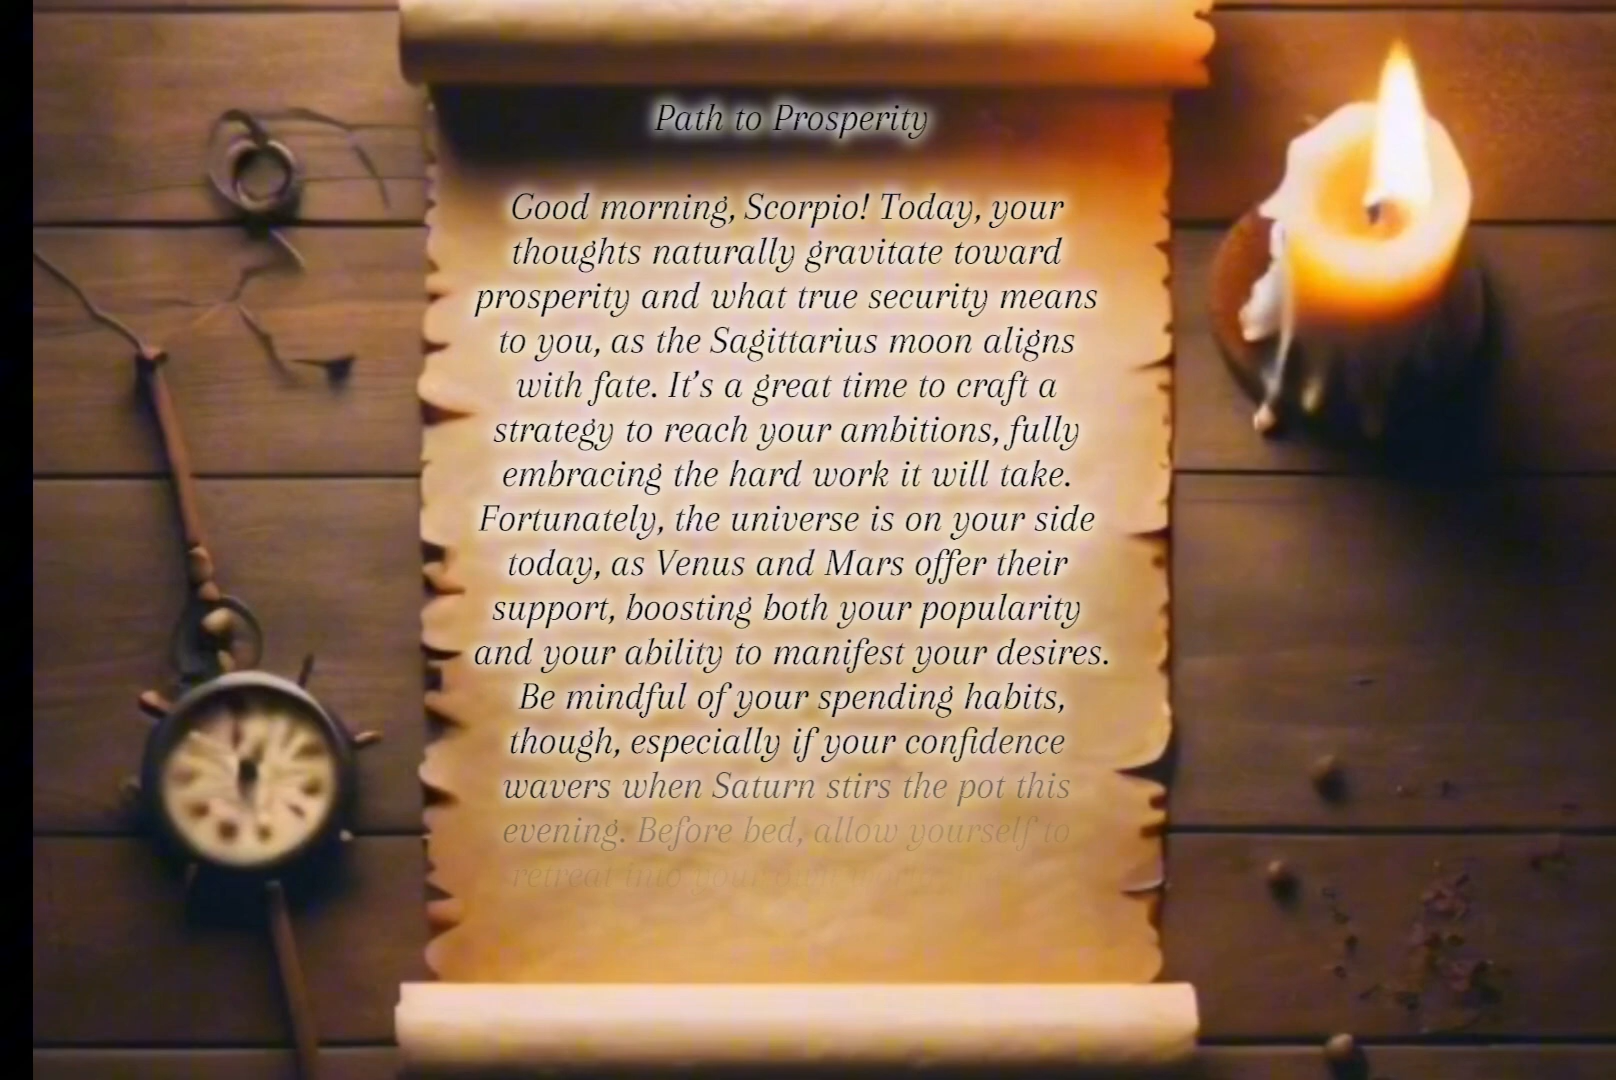 Path to Prosperity
Good morning, Scorpio! Today, your
thoughts naturally gravitate toward
prosperity and what true security means
to you, as the Sagittarius moon aligns
with fate. It's a great time to craft a
strategy to reach your ambitions, fully
embracing the hard work it will take.
Fortunately, the universe is on your side
today, as Venus and Mars offer their
support, boosting both your popularity
and your ability to manifest your desires.
Be mindful of your spending habits,
though, especially if your confidence
wavers when Saturn stirs the pot this
evening. Before bed, allow yourself to
retreat into your own